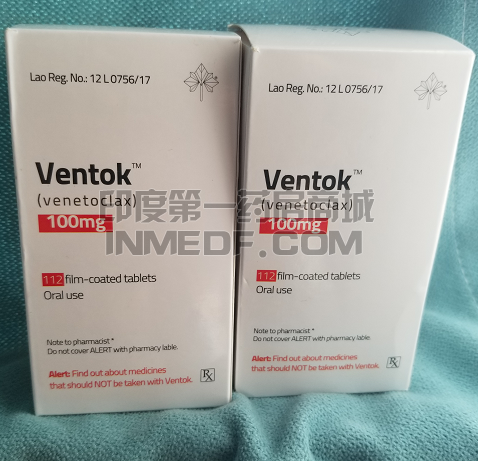 Lao Reg. No.: 12 L 0756/17
Ventok™
(venetoclax)
100mg
112 film-coated tablets
Oral use
Note to pharmacist *
Do not cover ALERT with pharmacy lable.
Alert: Find out about medicines
that should NOT be taken with Ventok.
Rx
Lao Reg. No.: 12 L 0756/17
Ventok™
(venetoclax)
100mg
112 film-coated tablets
Oral use
Note to pharmacist *
Do not cover ALERT with pharmacy lable.
Alert: Find out about medicines
that should NOT be taken with Ventok.
Rx
印度第一药房商城
INMEDF.COM